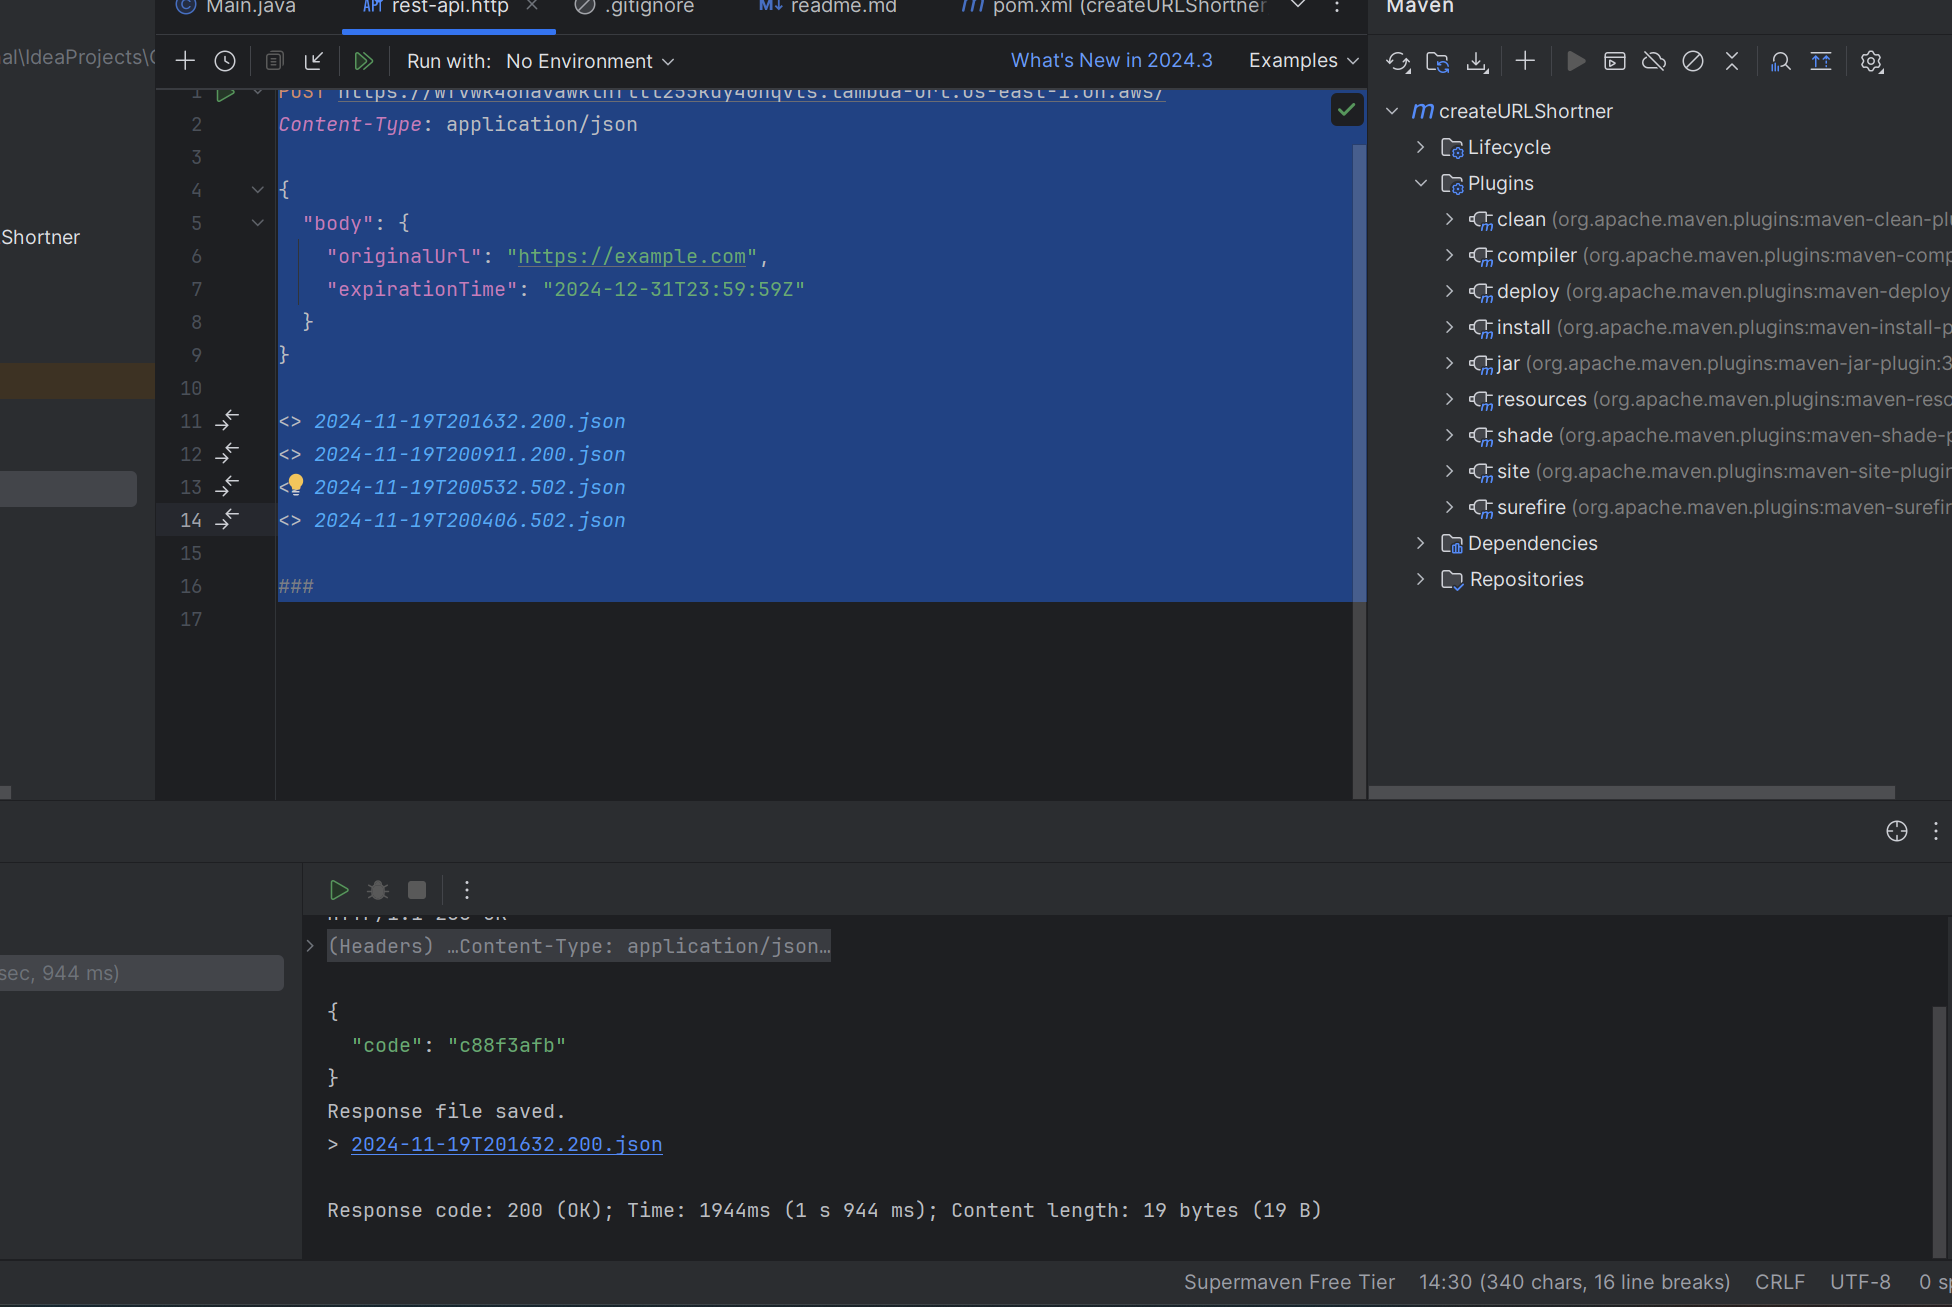 Main.java
API rest-api.http
.gitignore
M↓ readme.md
m pom.xml (createURLShortner
Maven
al\IdeaProjects\
Run with: No Environment
What's New in 2024.3
Examples
Shortner
1 POST
2 Content-Type: application/json
3
4 {
5 "body": {
6 "originalUrl": "https://example.com",
7 "expirationTime": "2024-12-31T23:59:59Z"
8 }
9 }
10
11 <> 2024-11-19T201632.200.json
12 <> 2024-11-19T200911.200.json
13 < 2024-11-19T200532.502.json
14 <> 2024-11-19T200406.502.json
15
16 ###
17
m createURLShortner
Lifecycle
Plugins
clean (org.apache.maven.plugins:maven-clean-plu
compiler (org.apache.maven.plugins:maven-comp
deploy (org.apache.maven.plugins:maven-deploy
install (org.apache.maven.plugins:maven-install-p
jar (org.apache.maven.plugins:maven-jar-plugin:3
resources (org.apache.maven.plugins:maven-reso
shade (org.apache.maven.plugins:maven-shade-p
site (org.apache.maven.plugins:maven-site-plugin
surefire (org.apache.maven.plugins:maven-surefir
Dependencies
Repositories
sec, 944 ms)
HTTP/1.1 200 OK
(Headers) …Content-Type: application/json…
{
"code": "c88f3afb"
}
Response file saved.
> 2024-11-19T201632.200.json
Response code: 200 (OK); Time: 1944ms (1 s 944 ms); Content length: 19 bytes (19 B)
Supermaven Free Tier
14:30 (340 chars, 16 line breaks)
CRLF
UTF-8
0 sp